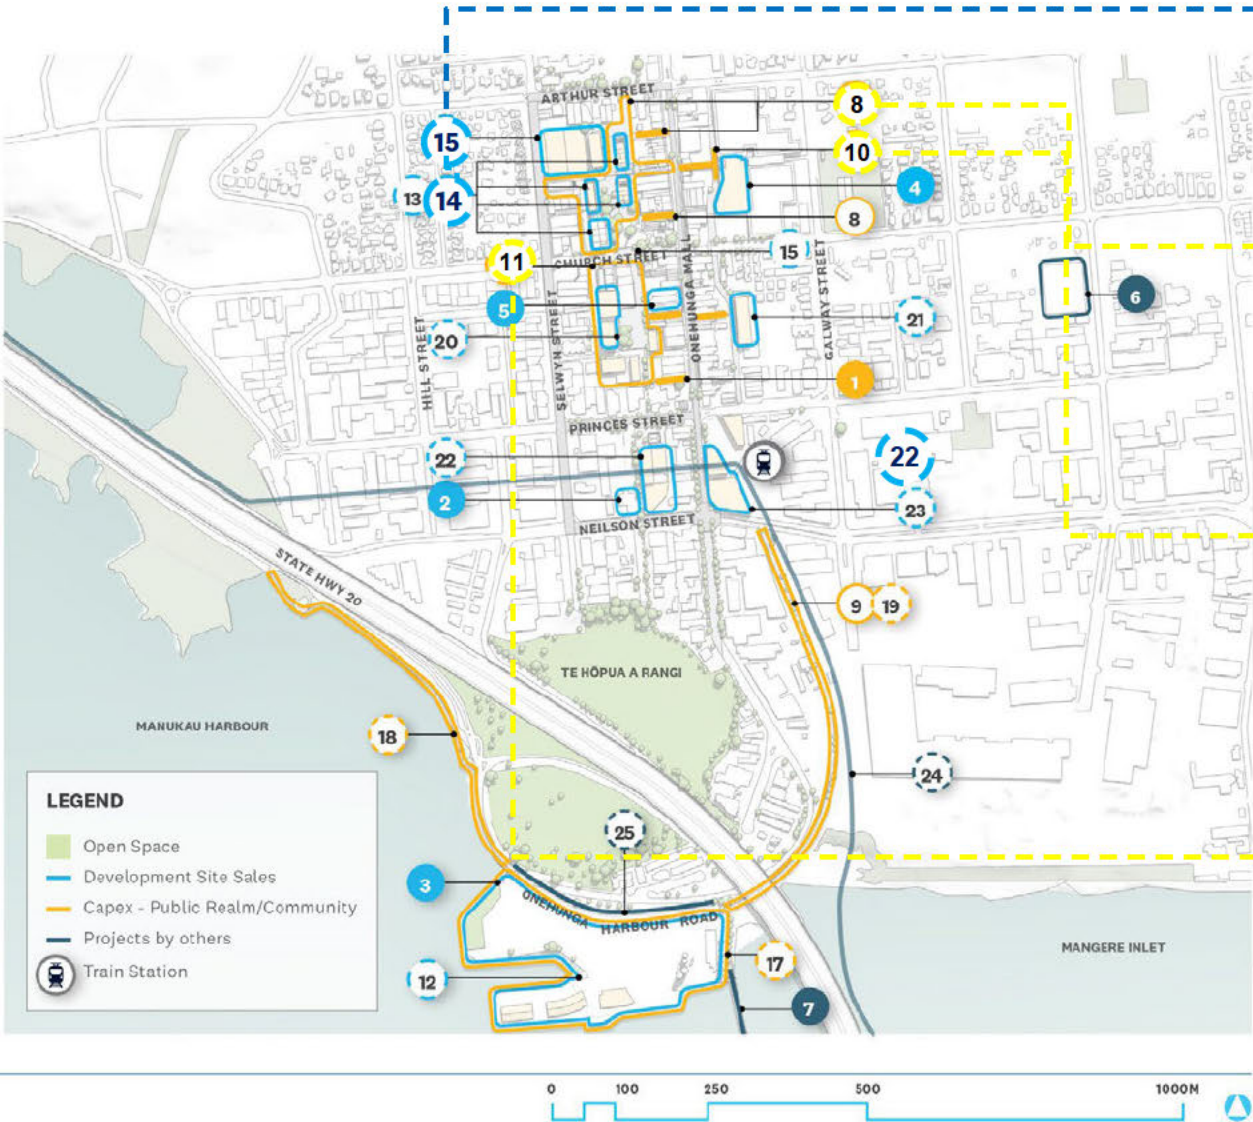 ARTHUR STREET
8
15
10
13
14
4
8
15
11
CHURCH STREET
6
5
20
21
HILL STREET
SELWYN STREET
ONEHUNGA MALL
GALWAY STREET
1
PRINCES STREET
22
22
2
23
NEILSON STREET
STATE HWY 20
9
19
TE HŌPUA A RANGI
MANUKAU HARBOUR
18
24
25
3
ONEHUNGA HARBOUR ROAD
12
17
7
MANGERE INLET
LEGEND
Open Space
Development Site Sales
Capex - Public Realm/Community
Projects by others
Train Station
0 100 250 500 1000M